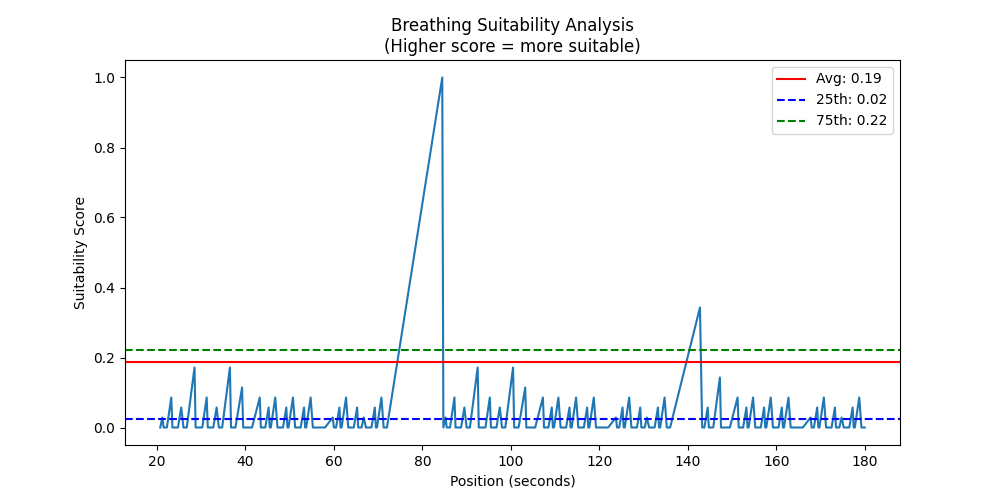 Breathing Suitability Analysis
(Higher score = more suitable)
Avg: 0.19
25th: 0.02
75th: 0.22
Suitability Score
1.0
0.8
0.6
0.4
0.2
0.0
20 40 60 80 100 120 140 160 180
Position (seconds)